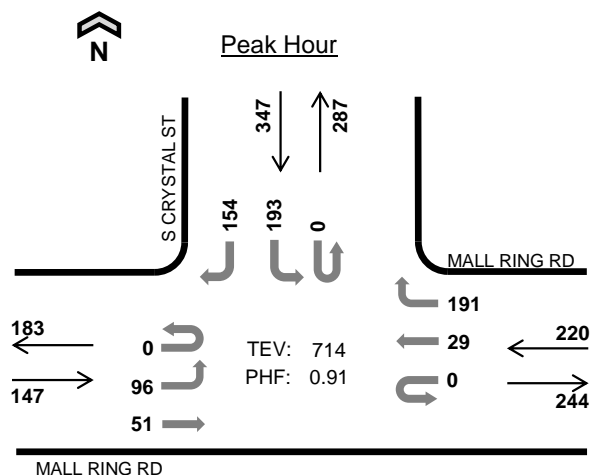 N
Peak Hour
S CRYSTAL ST
347
287
154
193
0
MALL RING RD
183
147
0
96
51
TEV: 714
PHF: 0.91
191
29
0
220
244
MALL RING RD